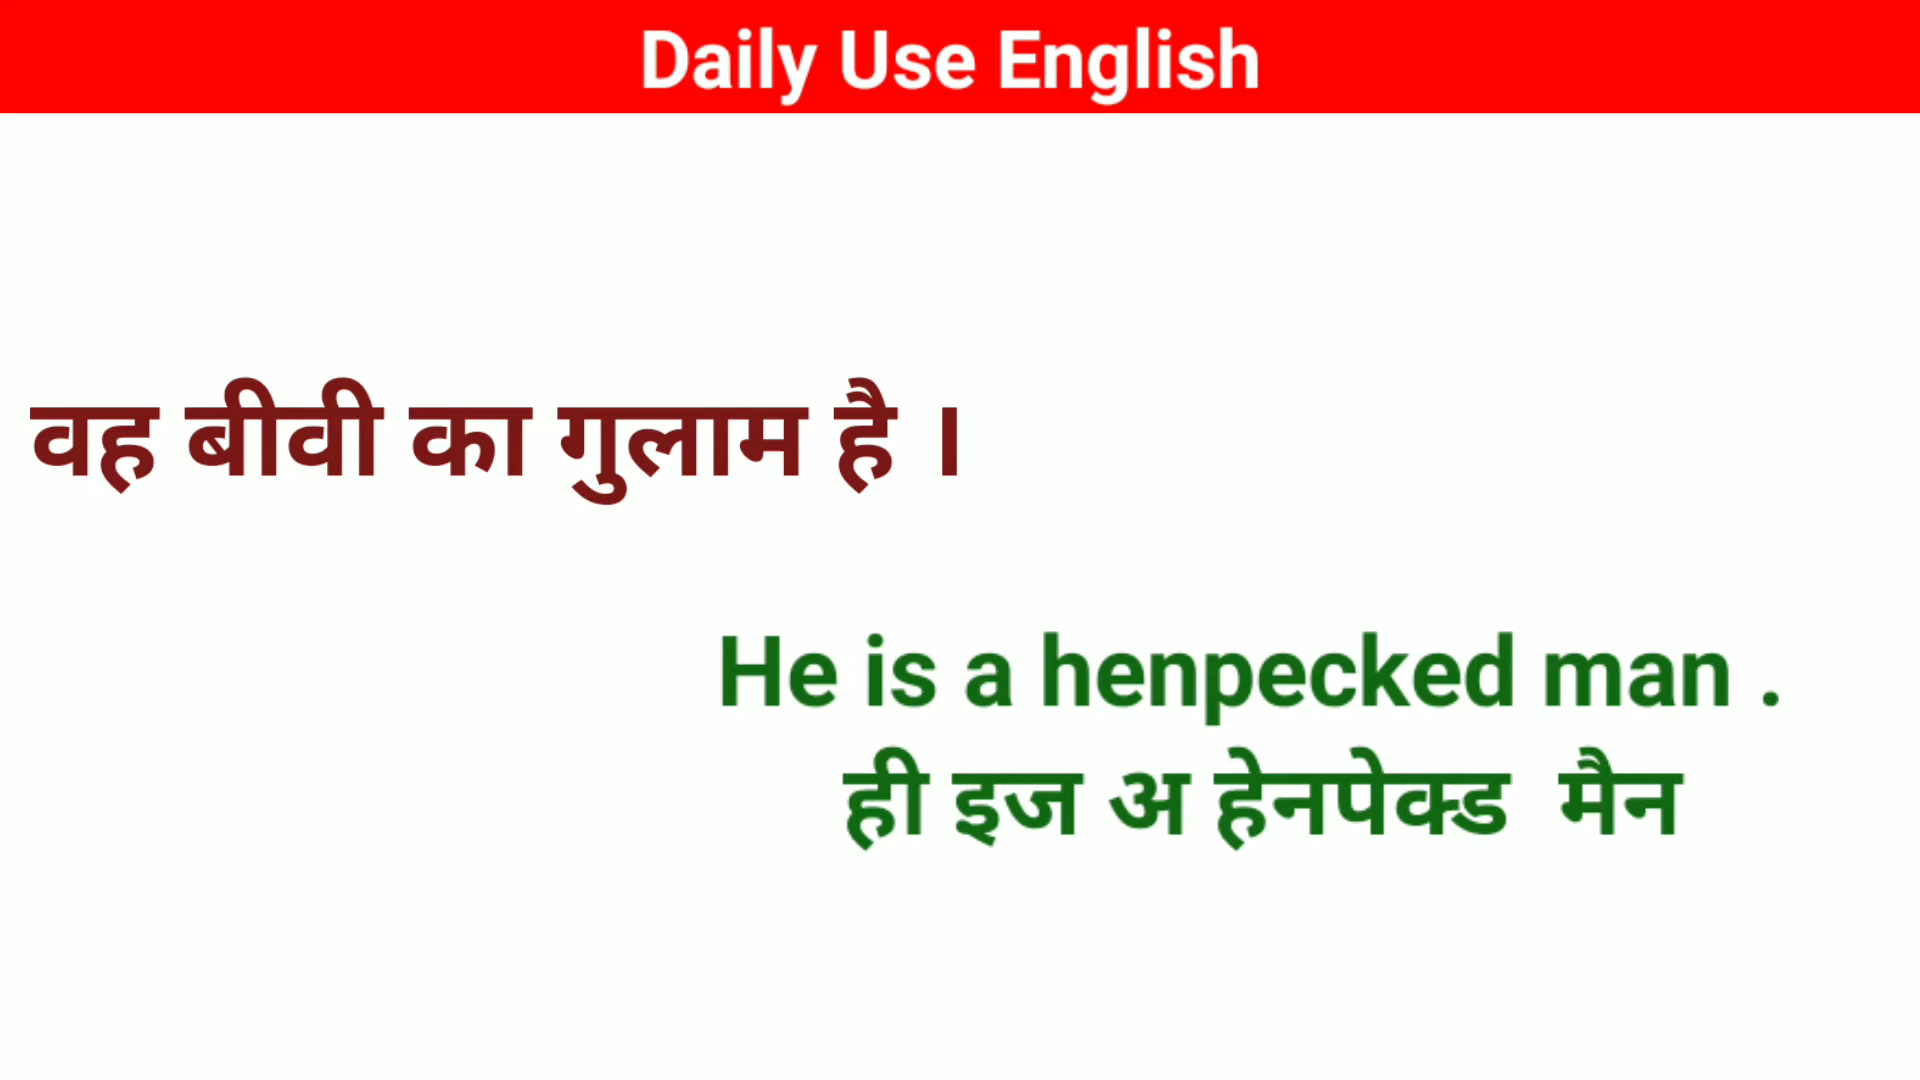 Daily Use English
वह बीवी का गुलाम है ।
He is a henpecked man .
ही इज अ हेनपेक्ड मैन